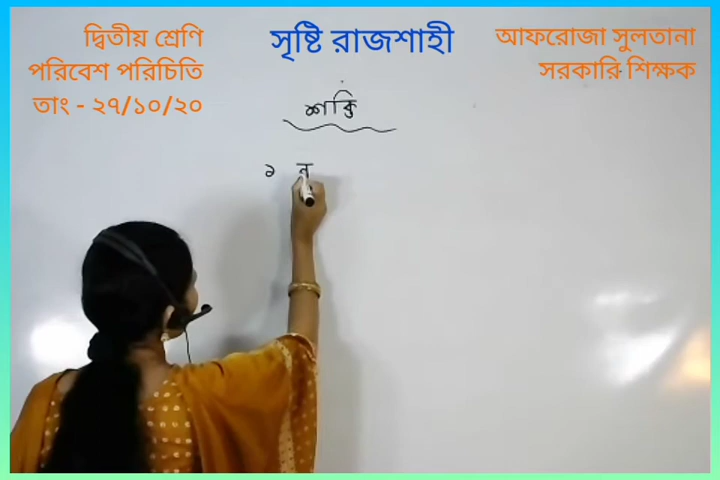 দ্বিতীয় শ্রেণি
পরিবেশ পরিচিতি
তাং - ২৭/১০/২০
সৃষ্টি রাজশাহী
আফরোজা সুলতানা
সরকারি শিক্ষক
শক্তি
১ ন